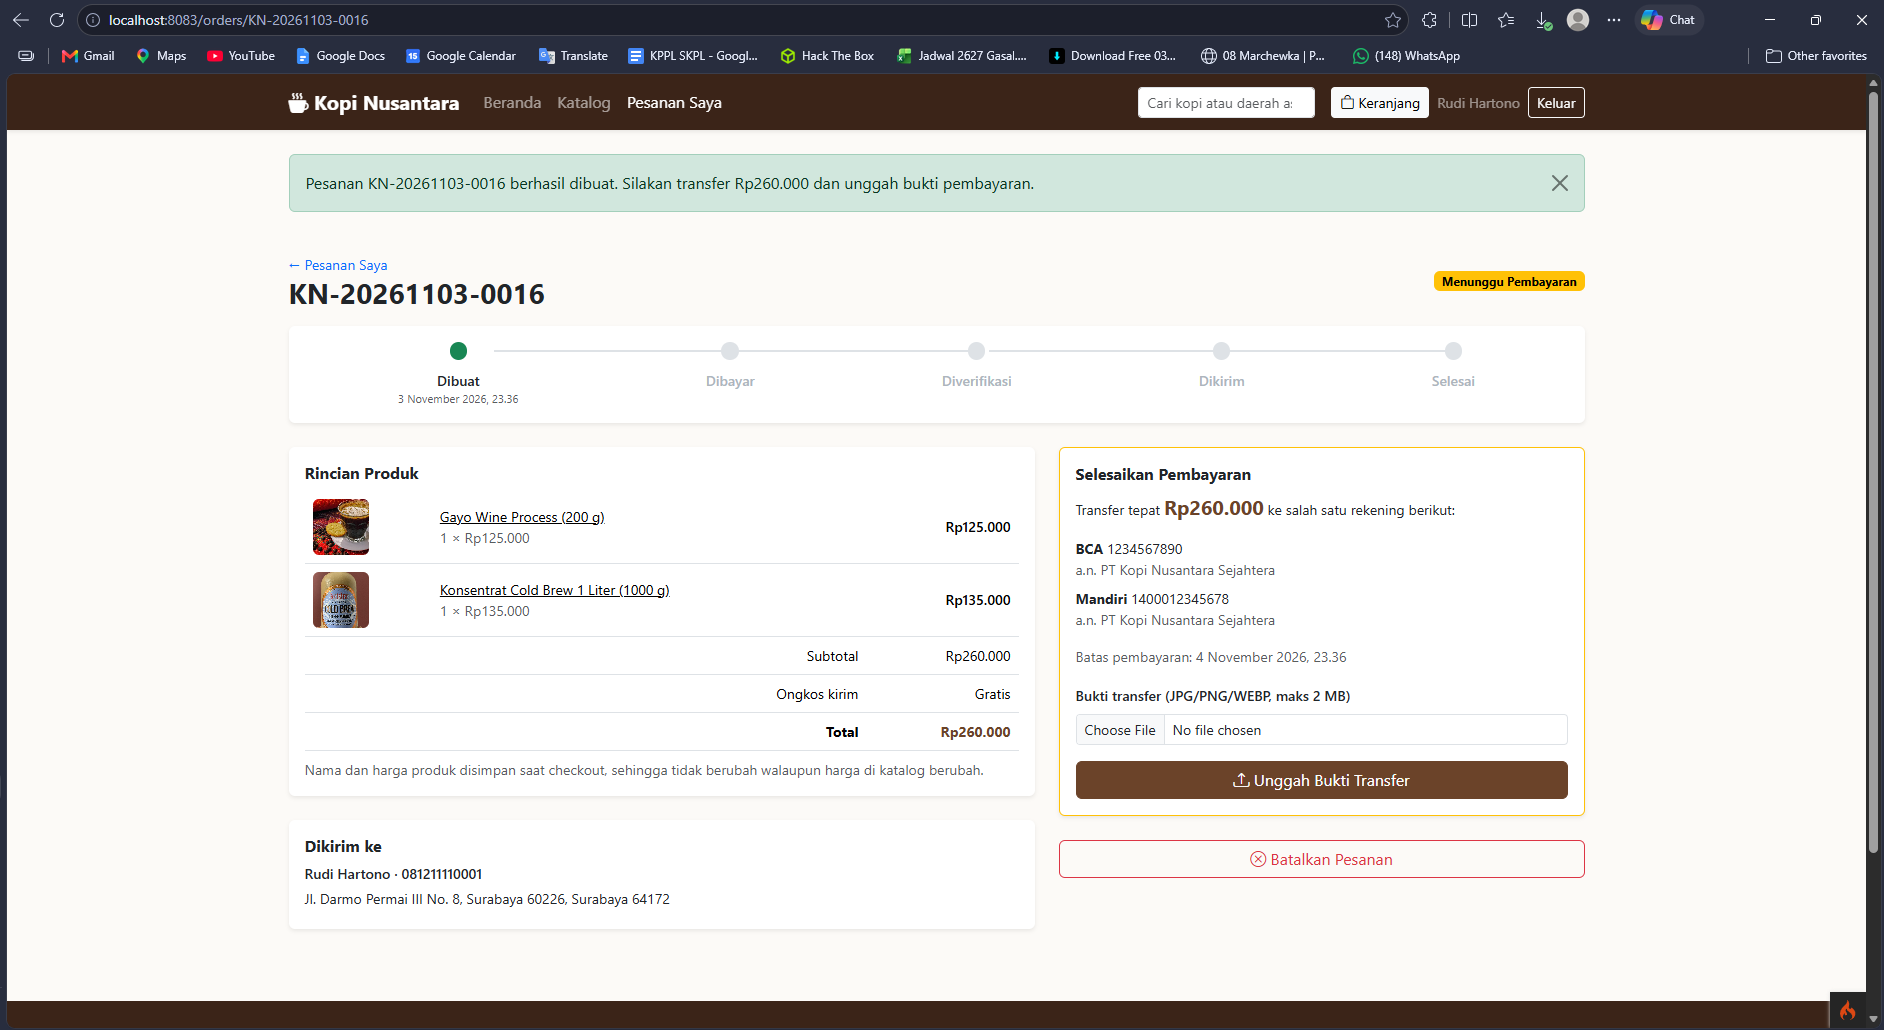 localhost:8083/orders/KN-20261103-0016
Chat
Gmail
Maps
YouTube
Google Docs
15
Google Calendar
Translate
KPPL SKPL - Googl...
Hack The Box
Jadwal 2627 Gasal....
Download Free 03...
08 Marchewka | P...
(148) WhatsApp
Other favorites
Kopi Nusantara
Beranda
Katalog
Pesanan Saya
Cari kopi atau daerah a
Keranjang
Rudi Hartono
Keluar
Pesanan KN-20261103-0016 berhasil dibuat. Silakan transfer Rp260.000 dan unggah bukti pembayaran.
← Pesanan Saya
KN-20261103-0016
Menunggu Pembayaran
Dibuat
3 November 2026, 23.36
Dibayar
Diverifikasi
Dikirim
Selesai
Rincian Produk
Gayo Wine Process (200 g)
1 × Rp125.000
Rp125.000
COLD BREW
Konsentrat Cold Brew 1 Liter (1000 g)
1 × Rp135.000
Rp135.000
Subtotal
Rp260.000
Ongkos kirim
Gratis
Total
Rp260.000
Nama dan harga produk disimpan saat checkout, sehingga tidak berubah walaupun harga di katalog berubah.
Dikirim ke
Rudi Hartono · 081211110001
Jl. Darmo Permai III No. 8, Surabaya 60226, Surabaya 64172
Selesaikan Pembayaran
Transfer tepat Rp260.000 ke salah satu rekening berikut:
BCA 1234567890
a.n. PT Kopi Nusantara Sejahtera
Mandiri 1400012345678
a.n. PT Kopi Nusantara Sejahtera
Batas pembayaran: 4 November 2026, 23.36
Bukti transfer (JPG/PNG/WEBP, maks 2 MB)
Choose File
No file chosen
Unggah Bukti Transfer
Batalkan Pesanan